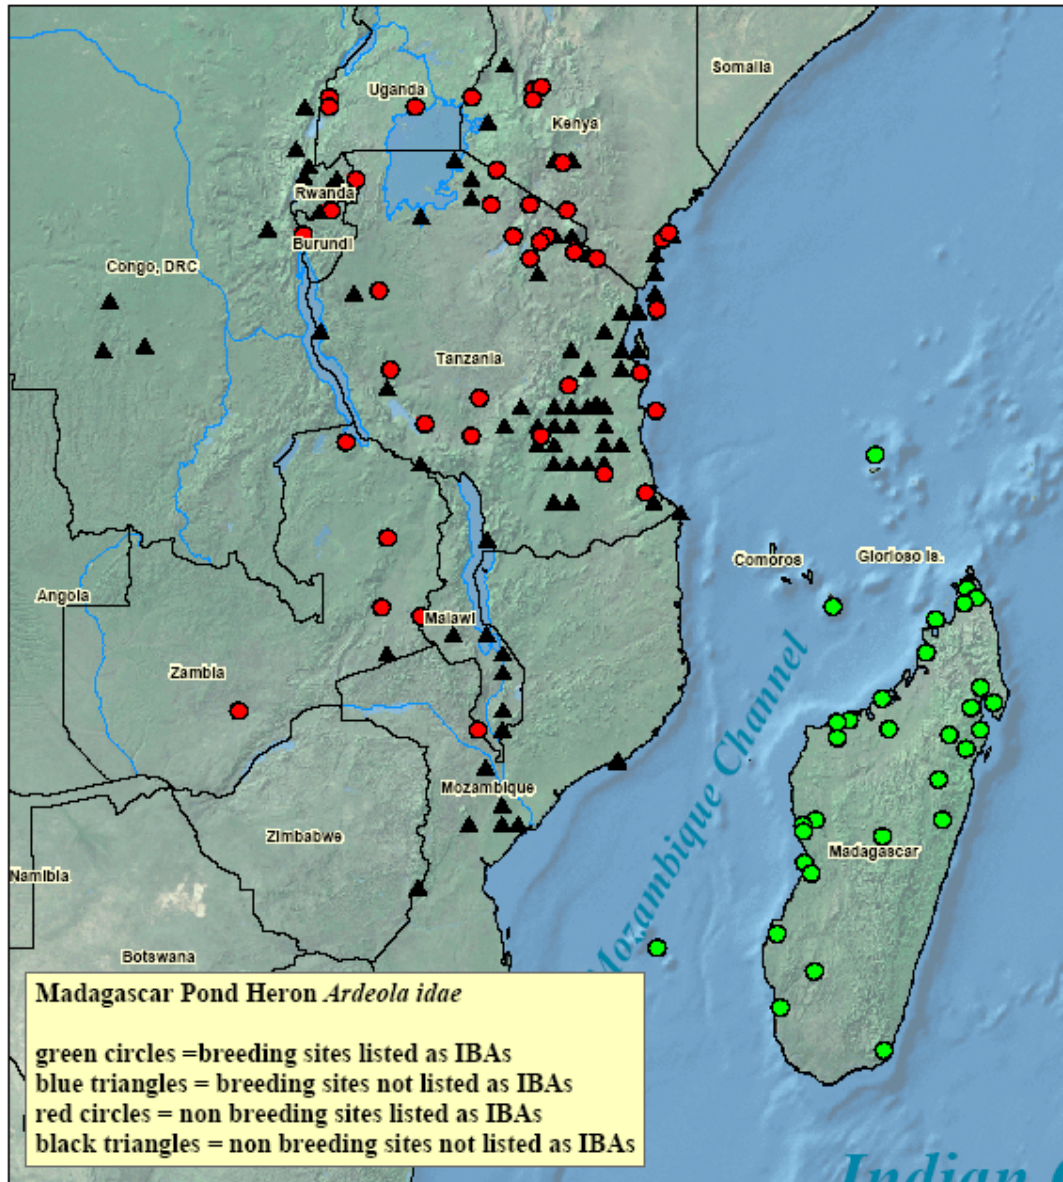 Somalia
Uganda
Kenya
Rwanda
Burundi
Congo, DRC
Tanzania
Comoros
Glorioso Is.
Angola
Malawi
Zambia
Mozambique Channel
Mozambique
Zimbabwe
Madagascar
Namibia
Botswana
Madagascar Pond Heron Ardeola idae
green circles =breeding sites listed as IBAs
blue triangles = breeding sites not listed as IBAs
red circles = non breeding sites listed as IBAs
black triangles = non breeding sites not listed as IBAs
Indian